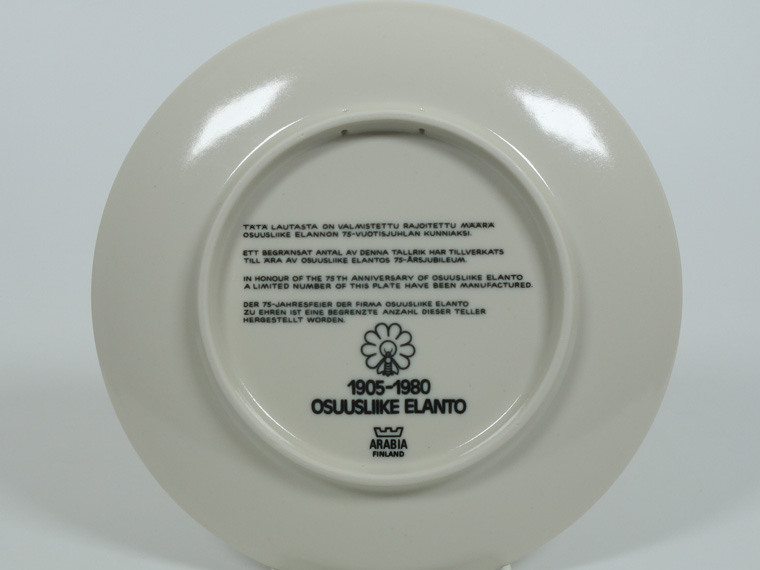 TÄTÄ LAUTASTA ON VALMISTETTU RAJOITETTU MÄÄRÄ
OSUUSLIIKE ELANNON 75-VUOTISJUHLAN KUNNIAKSI.
ETT BEGRÄNSAT ANTAL AV DENNA TALLRIK HAR TILLVERKATS
TILL ÄRA AV OSUUSLIIKE ELANTOS 75-ÅRSJUBILEUM.
IN HONOUR OF THE 75TH ANNIVERSARY OF OSUUSLIIKE ELANTO
A LIMITED NUMBER OF THIS PLATE HAVE BEEN MANUFACTURED.
DER 75-JAHRESFEIER DER FIRMA OSUUSLIIKE ELANTO
ZU EHREN IST EINE BEGRENZTE ANZAHL DIESER TELLER
HERGESTELLT WORDEN.
1905-1980
OSUUSLIIKE ELANTO
ARABIA
FINLAND